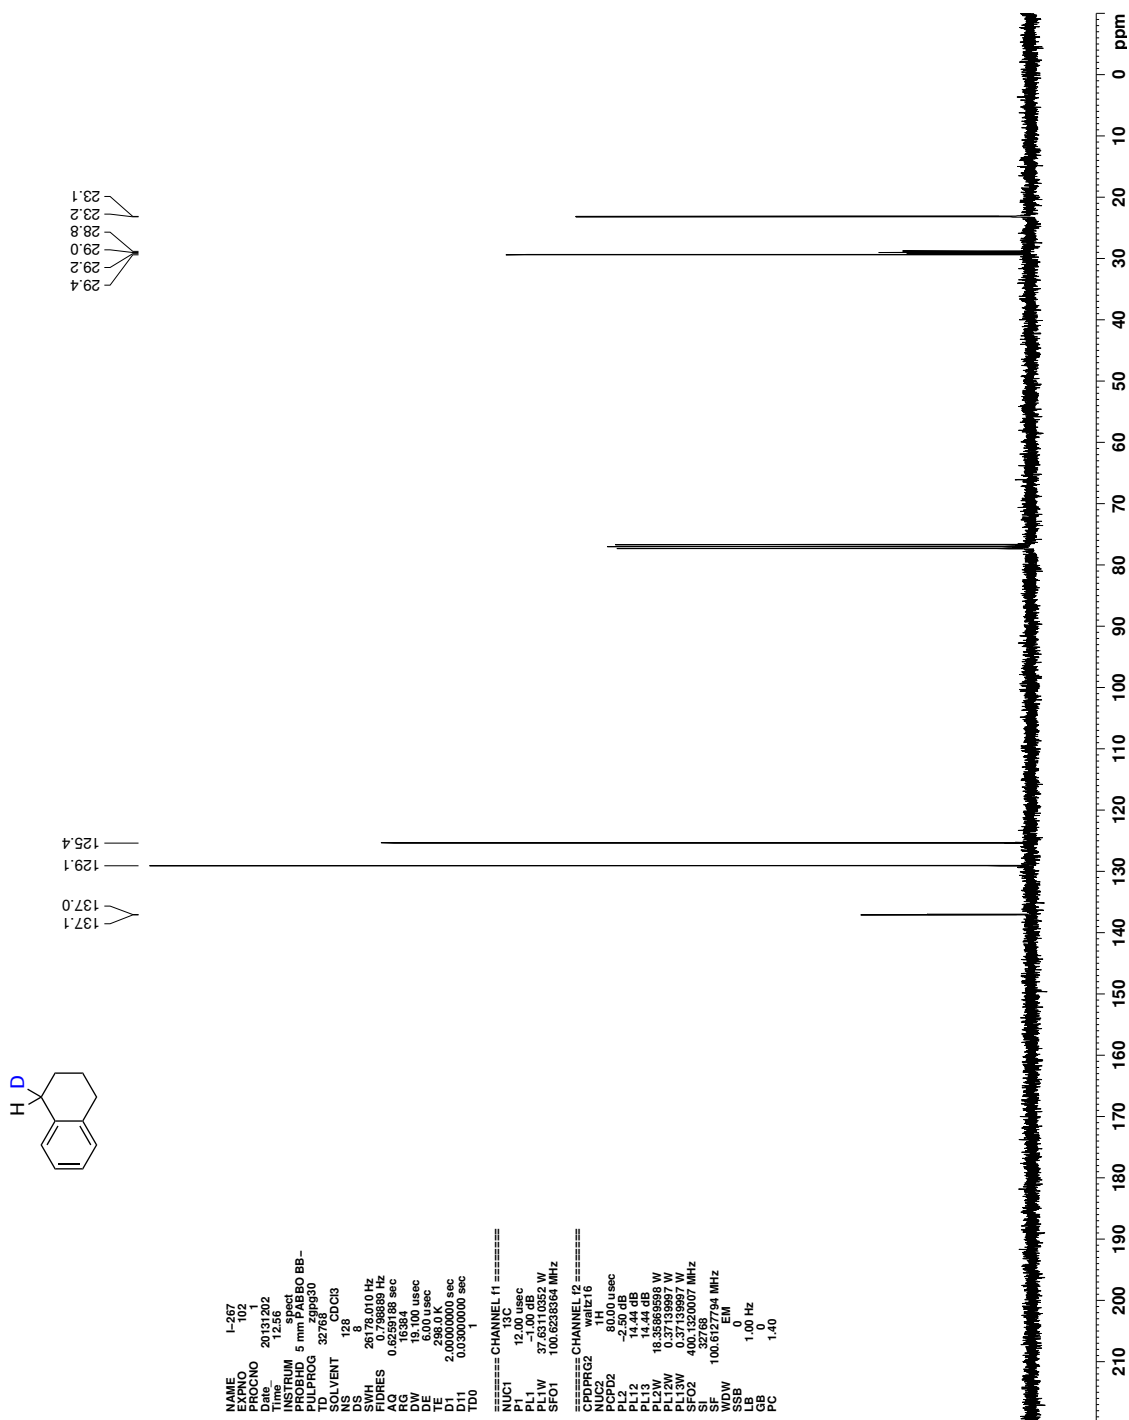 H D
NAME I-267
EXPNO 102
PROCNO 1
Date_ 20131202
Time 12.56
INSTRUM spect
PROBHD 5 mm PABBO BB-
PULPROG zgpg30
TD 32768
SOLVENT CDCl3
NS 128
DS 8
SWH 26178.010 Hz
FIDRES 0.798889 Hz
AQ 0.6259188 sec
RG 16384
DW 19.100 usec
DE 6.00 usec
TE 298.0 K
D1 2.00000000 sec
D11 0.03000000 sec
TD0 1
======== CHANNEL f1 ========
NUC1 13C
P1 12.00 usec
PL1 -1.00 dB
PL1W 37.63110352 W
SFO1 100.6238364 MHz
======== CHANNEL f2 ========
CPDPRG2 waltz16
NUC2 1H
PCPD2 80.00 usec
PL2 -2.50 dB
PL12 14.44 dB
PL13 14.44 dB
PL2W 18.35869598 W
PL12W 0.37139997 W
PL13W 0.37139997 W
SFO2 400.1320007 MHz
SI 32768
SF 100.6127794 MHz
WDW EM
SSB 0
LB 1.00 Hz
GB 0
PC 1.40
137.1
137.0
129.1
125.4
29.4
29.2
29.0
28.8
23.2
23.1
210 200 190 180 170 160 150 140 130 120 110 100 90 80 70 60 50 40 30 20 10 0 ppm